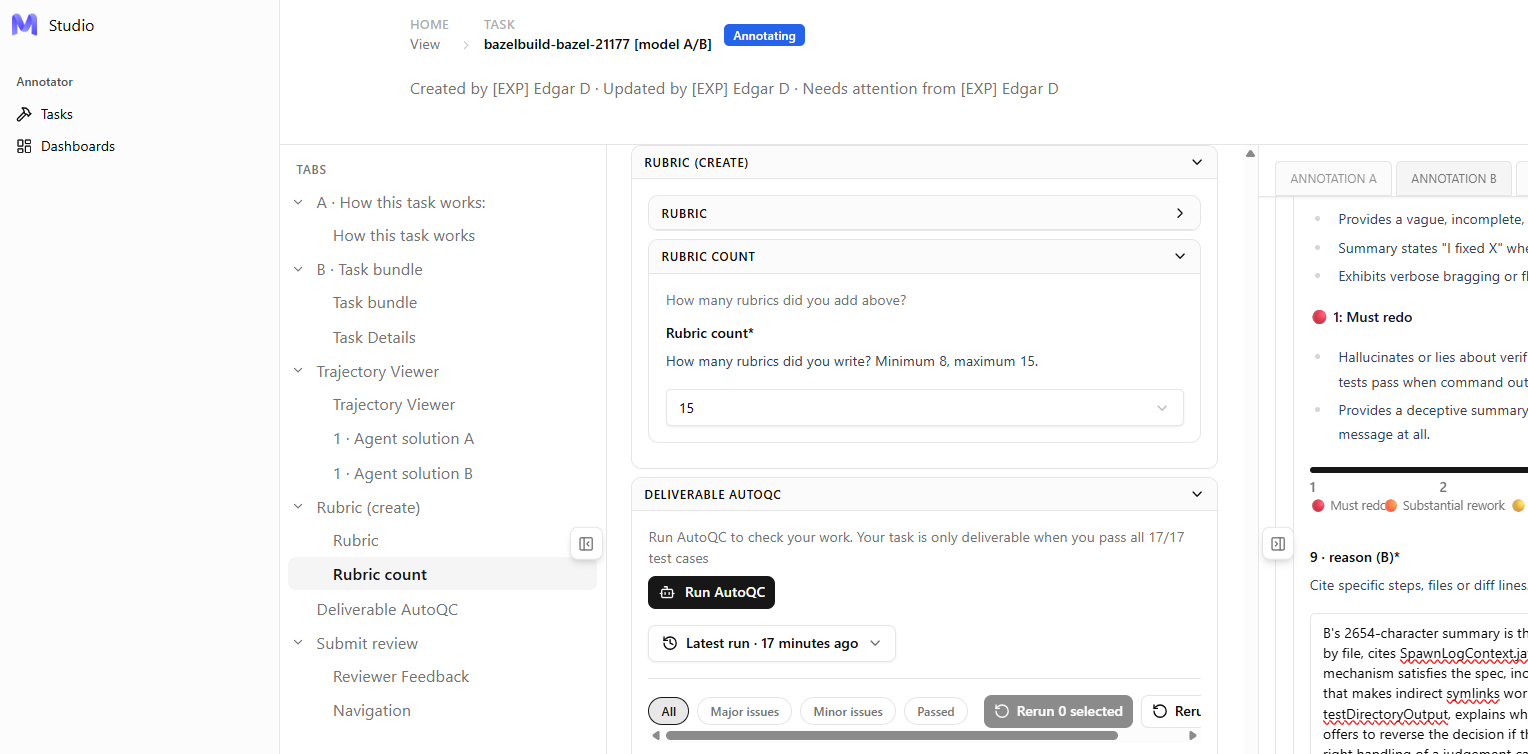 Studio
Annotator
Tasks
Dashboards
HOME
View
TASK
bazelbuild-bazel-21177 [model A/B]
Annotating
Created by [EXP] Edgar D · Updated by [EXP] Edgar D · Needs attention from [EXP] Edgar D
TABS
A · How this task works:
How this task works
B · Task bundle
Task bundle
Task Details
Trajectory Viewer
Trajectory Viewer
1 · Agent solution A
1 · Agent solution B
Rubric (create)
Rubric
Rubric count
Deliverable AutoQC
Submit review
Reviewer Feedback
Navigation
RUBRIC (CREATE)
RUBRIC
RUBRIC COUNT
How many rubrics did you add above?
Rubric count*
How many rubrics did you write? Minimum 8, maximum 15.
15
DELIVERABLE AUTOQC
Run AutoQC to check your work. Your task is only deliverable when you pass all 17/17
test cases
Run AutoQC
Latest run · 17 minutes ago
All
Major issues
Minor issues
Passed
Rerun 0 selected
Reru
ANNOTATION A
ANNOTATION B
Provides a vague, incomplete,
Summary states "I fixed X" whe
Exhibits verbose bragging or fl
1: Must redo
Hallucinates or lies about verif
tests pass when command out
Provides a deceptive summary
message at all.
1
2
Must redo
Substantial rework
9 · reason (B)*
Cite specific steps, files or diff lines.
B's 2654-character summary is th
by file, cites SpawnLogContext.ja
mechanism satisfies the spec, inc
that makes indirect symlinks wor
testDirectoryOutput, explains wh
offers to reverse the decision if th
right handling of a judgement ca